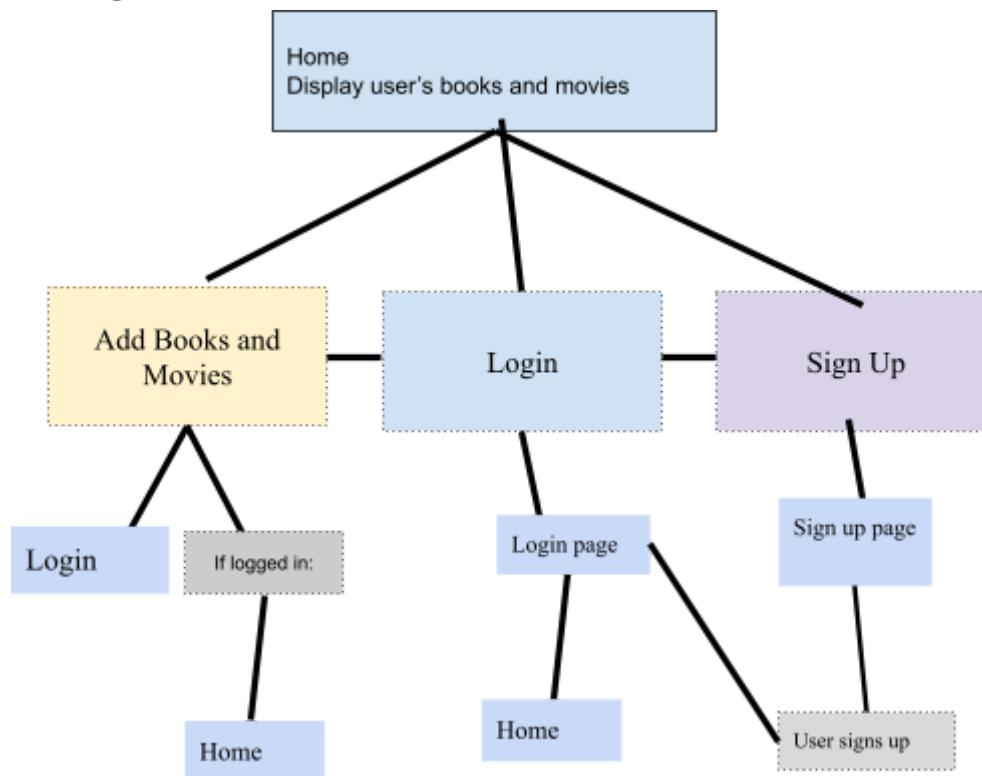 Home
Display user's books and movies
Add Books and
Movies
Login
Sign Up
Login
If logged in:
Login page
Sign up page
Home
Home
User signs up